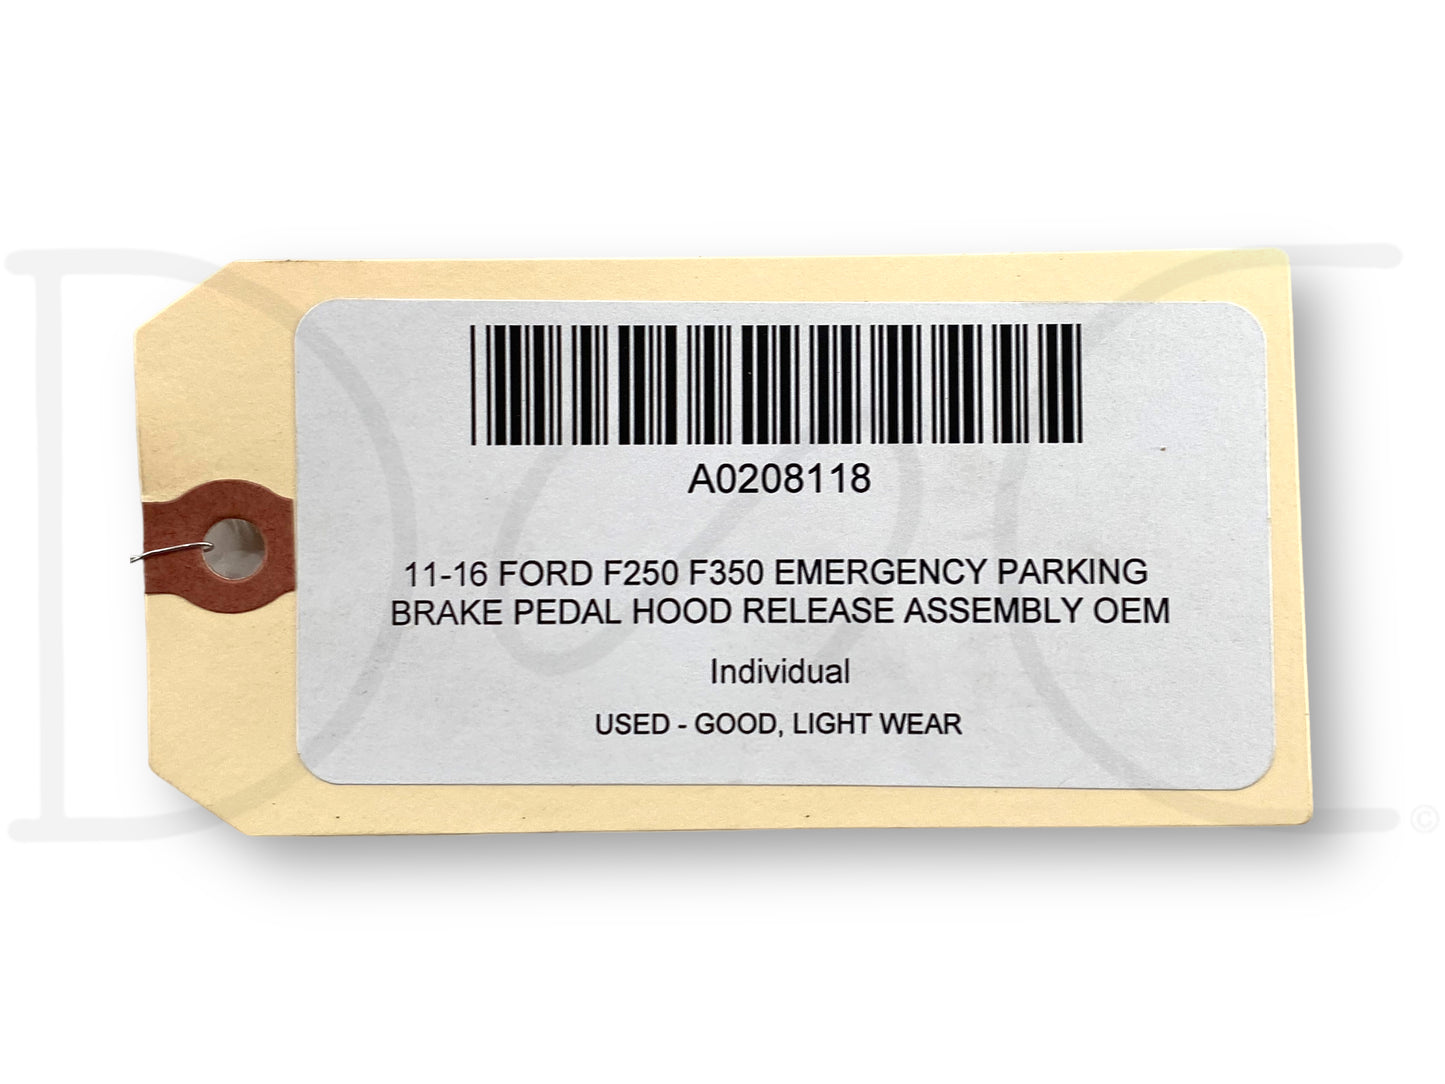 A0208118
11-16 FORD F250 F350 EMERGENCY PARKING
BRAKE PEDAL HOOD RELEASE ASSEMBLY OEM
Individual
USED - GOOD, LIGHT WEAR
©